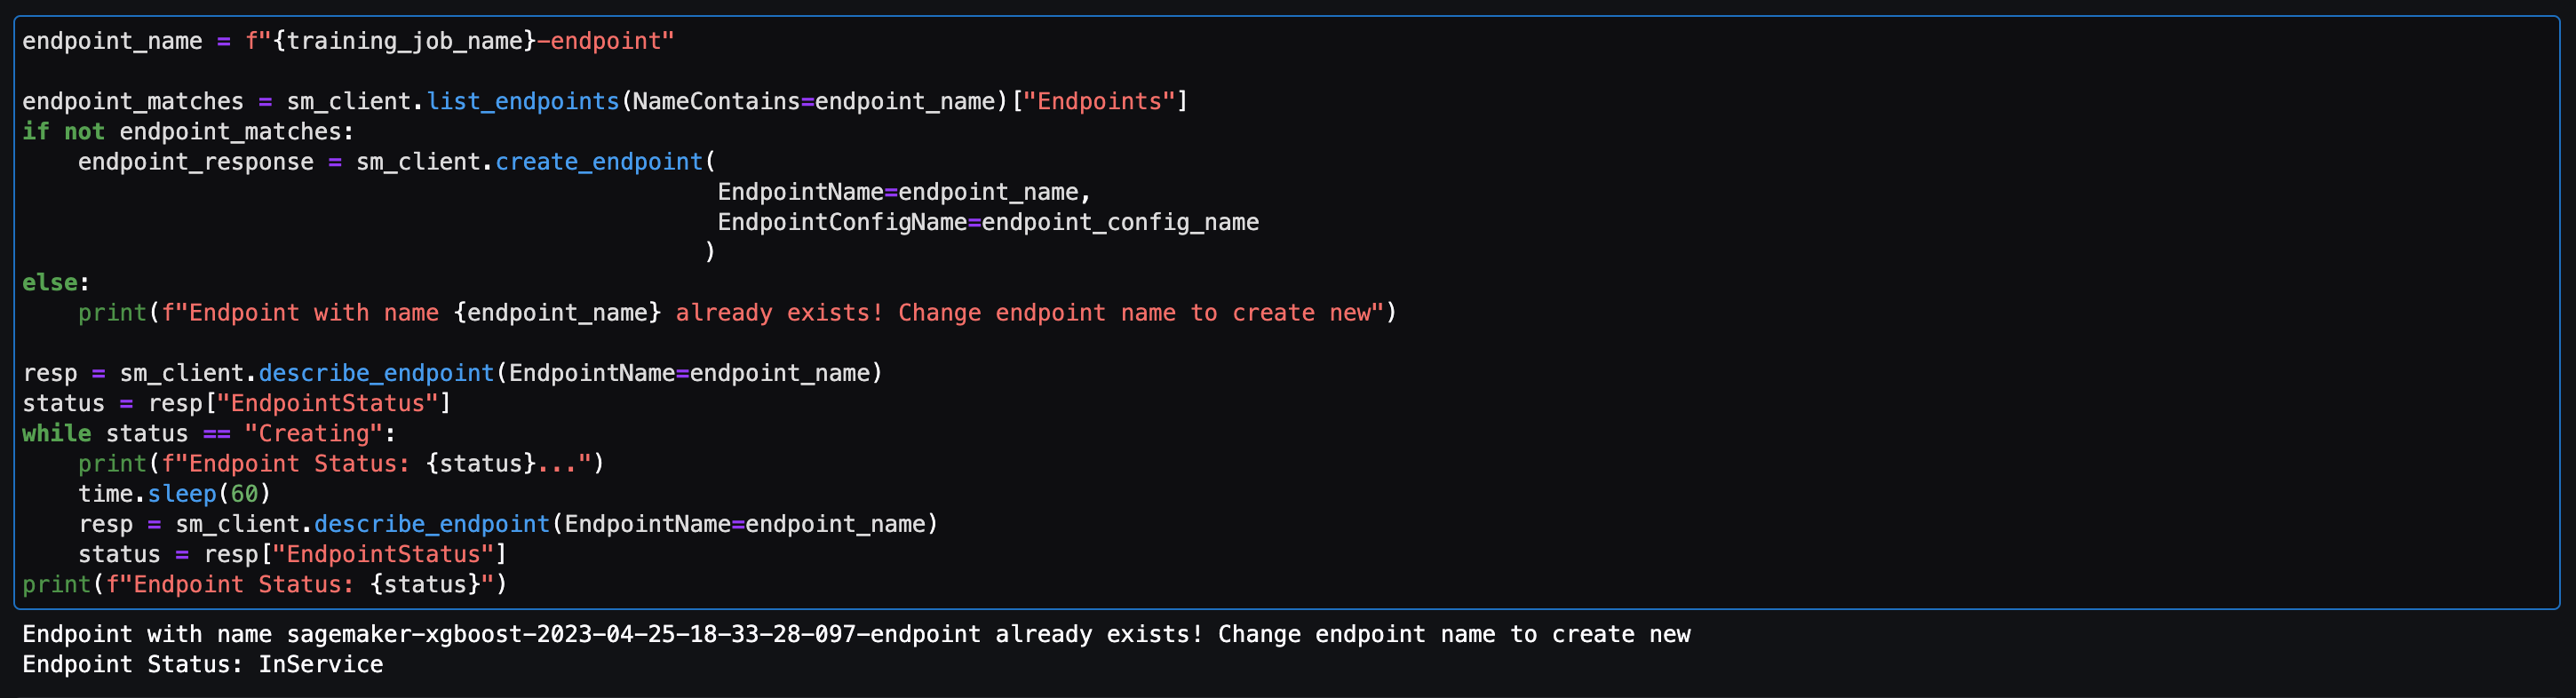 endpoint_name = f"{training_job_name}-endpoint"

endpoint_matches = sm_client.list_endpoints(NameContains=endpoint_name)["Endpoints"]
if not endpoint_matches:
    endpoint_response = sm_client.create_endpoint(
                                                  EndpointName=endpoint_name,
                                                  EndpointConfigName=endpoint_config_name
                                                 )
else:
    print(f"Endpoint with name {endpoint_name} already exists! Change endpoint name to create new")

resp = sm_client.describe_endpoint(EndpointName=endpoint_name)
status = resp["EndpointStatus"]
while status == "Creating":
    print(f"Endpoint Status: {status}...")
    time.sleep(60)
    resp = sm_client.describe_endpoint(EndpointName=endpoint_name)
    status = resp["EndpointStatus"]
print(f"Endpoint Status: {status}")
Endpoint with name sagemaker-xgboost-2023-04-25-18-33-28-097-endpoint already exists! Change endpoint name to create new
Endpoint Status: InService